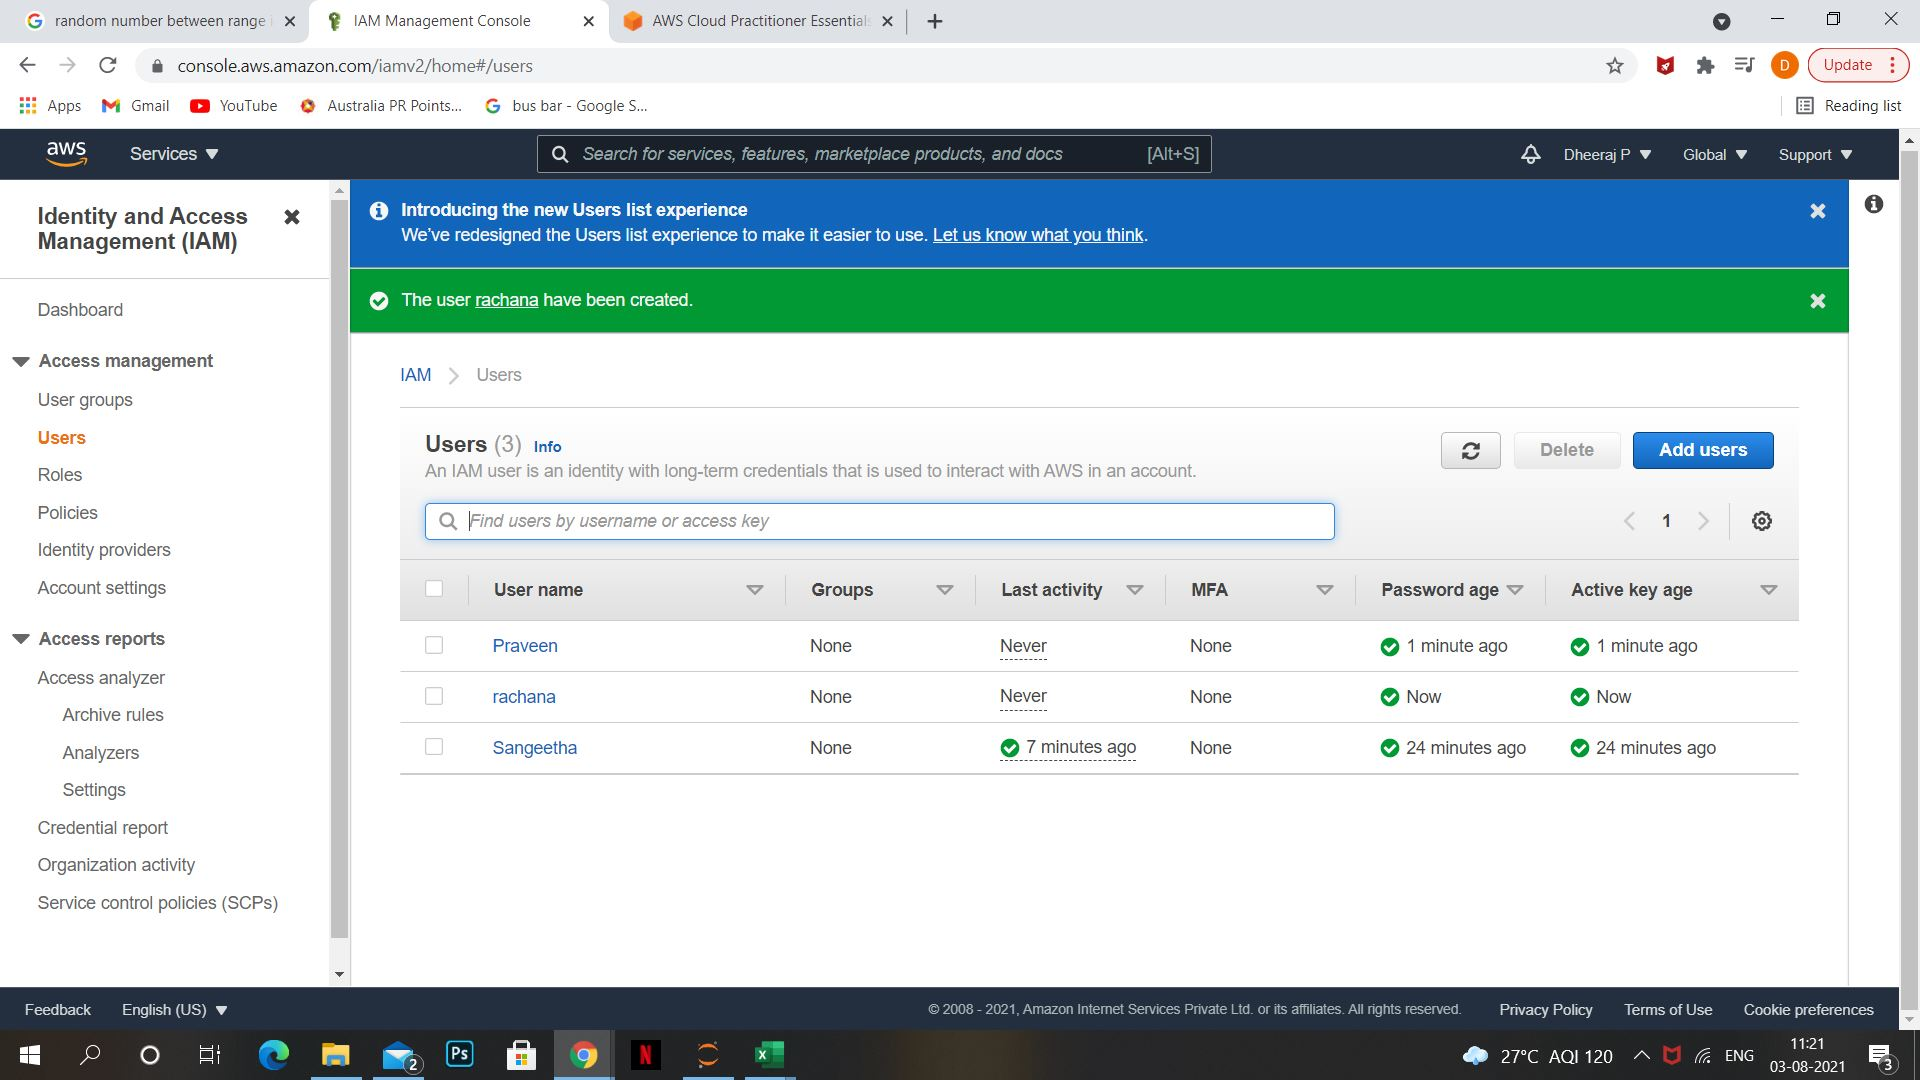 random number between range i
IAM Management Console
AWS Cloud Practitioner Essentials
console.aws.amazon.com/iamv2/home#/users
D
Update
Apps
Gmail
YouTube
Australia PR Points...
bus bar - Google S...
Reading list
aws
Services
Search for services, features, marketplace products, and docs
[Alt+S]
Dheeraj P
Global
Support
Identity and Access
Management (IAM)
Dashboard
Access management
User groups
Users
Roles
Policies
Identity providers
Account settings
Access reports
Access analyzer
Archive rules
Analyzers
Settings
Credential report
Organization activity
Service control policies (SCPs)
Introducing the new Users list experience
We've redesigned the Users list experience to make it easier to use. Let us know what you think.
The user rachana have been created.
IAM
Users
Users (3) Info
An IAM user is an identity with long-term credentials that is used to interact with AWS in an account.
Delete
Add users
Find users by username or access key
1
User name Groups Last activity MFA Password age Active key age
Praveen None Never None 1 minute ago 1 minute ago
rachana None Never None Now Now
Sangeetha None 7 minutes ago None 24 minutes ago 24 minutes ago
Feedback
English (US)
© 2008 - 2021, Amazon Internet Services Private Ltd. or its affiliates. All rights reserved.
Privacy Policy
Terms of Use
Cookie preferences
2
Ps
N
X
27°C AQI 120
ENG
11:21
03-08-2021
3